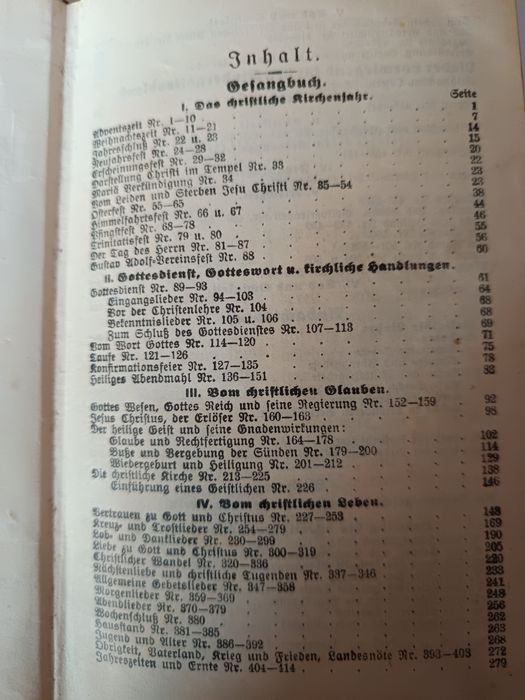 Inhalt.
Gesangbuch.
I. Das christliche Kirchenjahr.
Seite
Adventszeit Nr. 1—10 . . . 1
Weihnachtszeit Nr. 11—21 . . . 7
Jahresschluß Nr. 22 u. 23 . . . 14
Neujahrsfest Nr. 24—28 . . . 15
Erscheinungsfest Nr. 29—32 . . . 20
Darstellung Christi im Tempel Nr. 33 . . . 22
Mariä Verkündigung Nr. 34 . . . 23
Vom Leiden und Sterben Jesu Christi Nr. 35—54 . . . 23
Osterfest Nr. 55—65 . . . 38
Himmelfahrtsfest Nr. 66 u. 67 . . . 44
Pfingstfest Nr. 68—78 . . . 46
Trinitatisfest Nr. 79 u. 80 . . . 55
Der Tag des Herrn Nr. 81—87 . . . 56
Gustav Adolf-Vereinsfest Nr. 88 . . . 60
II. Gottesdienst, Gotteswort u. kirchliche Handlungen.
Gottesdienst Nr. 89—93 . . . 61
Eingangslieder Nr. 94—103 . . . 64
Vor der Christenlehre Nr. 104 . . . 68
Bekenntnislieder Nr. 105 u. 106 . . . 68
Zum Schluß des Gottesdienstes Nr. 107—113 . . . 69
Vom Wort Gottes Nr. 114—120 . . . 71
Taufe Nr. 121—126 . . . 75
Konfirmationsfeier Nr. 127—135 . . . 78
Heiliges Abendmahl Nr. 136—151 . . . 83
III. Vom christlichen Glauben.
Gottes Wesen, Gottes Reich und seine Regierung Nr. 152—159 . 92
Jesus Christus, der Erlöser Nr. 160—163 . . . 98
Der heilige Geist und seine Gnadenwirkungen:
Glaube und Rechtfertigung Nr. 164—178 . . . 102
Buße und Vergebung der Sünden Nr. 179—200 . . . 114
Wiedergeburt und Heiligung Nr. 201—212 . . . 129
Die christliche Kirche Nr. 213—225 . . . 138
Einführung eines Geistlichen Nr. 226 . . . 146
IV. Vom christlichen Leben.
Vertrauen zu Gott und Christus Nr. 227—253 . . . 148
Kreuz- und Trostlieder Nr. 254—279 . . . 169
Lob- und Danklieder Nr. 280—299 . . . 190
Liebe zu Gott und Christus Nr. 300—319 . . . 205
Christlicher Wandel Nr. 320—336 . . . 220
Nächstenliebe und christliche Tugenden Nr. 337—346 . . . 233
Allgemeine Gebetslieder Nr. 347—358 . . . 241
Morgenlieder Nr. 359—369 . . . 248
Abendlieder Nr. 370—379 . . . 256
Wochenschluß Nr. 380 . . . 262
Hausstand Nr. 381—385 . . . 263
Jugend und Alter Nr. 386—392 . . . 268
Obrigkeit, Vaterland, Krieg und Frieden, Landesnöte Nr. 393—403 . 272
Jahreszeiten und Ernte Nr. 404—414 . . . 279